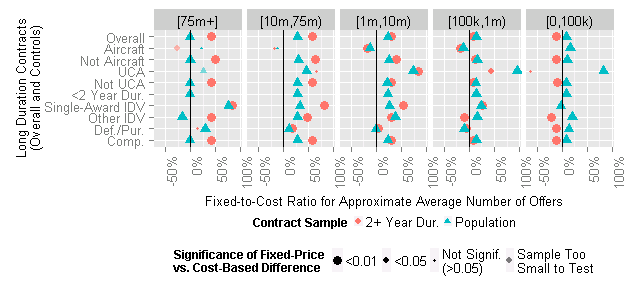 [75m+] [10m,75m) [1m,10m) [100k,1m) [0,100k)
Long Duration Contracts
(Overall and Controls)
Overall
Aircraft
Not Aircraft
UCA
Not UCA
<2 Year Dur.
Single-Award IDV
Other IDV
Def./Pur.
Comp.
-50% 0% 50% 100% -50% 0% 50% 100% -50% 0% 50% 100% -50% 0% 50% 100% -50% 0% 50% 100%
Fixed-to-Cost Ratio for Approximate Average Number of Offers
Contract Sample 2+ Year Dur. Population
Significance of Fixed-Price
vs. Cost-Based Difference
<0.01 <0.05 Not Signif.
(>0.05)
Sample Too
Small to Test